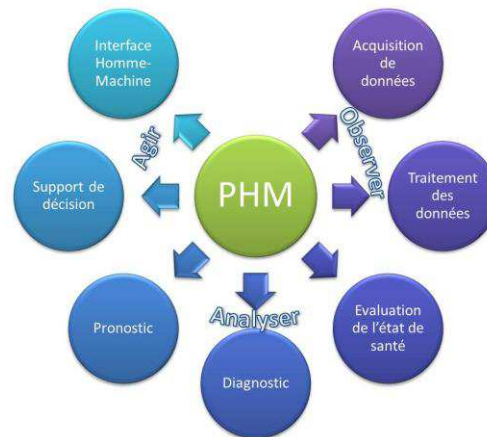 Interface
Homme-
Machine
Acquisition
de
données
Agir
Observer
Support de
décision
PHM
Traitement
des
données
Pronostic
Analyser
Evaluation
de l'état de
santé
Diagnostic